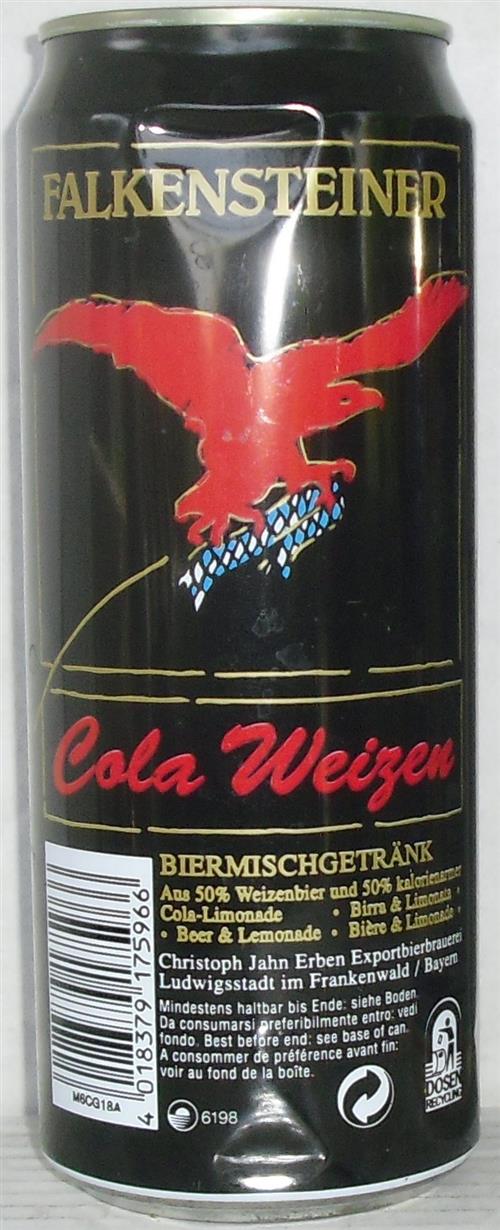 FALKENSTEINER
Cola Weizen
BIERMISCHGETRÄNK
Aus 50% Weizenbier und 50% kalorienarmer
Cola-Limonade • Birra & Limonata •
• Beer & Lemonade • Bière & Limonade •
Christoph Jahn Erben Exportbierbrauerei
Ludwigsstadt im Frankenwald / Bayern
Mindestens haltbar bis Ende: siehe Boden.
Da consumarsi preferibilmente entro: vedi
fondo. Best before end: see base of can.
A consommer de préférence avant fin:
voir au fond de la boîte.
4 018379 175966
M6CG18A
6198
DOSEN
RECYCLING